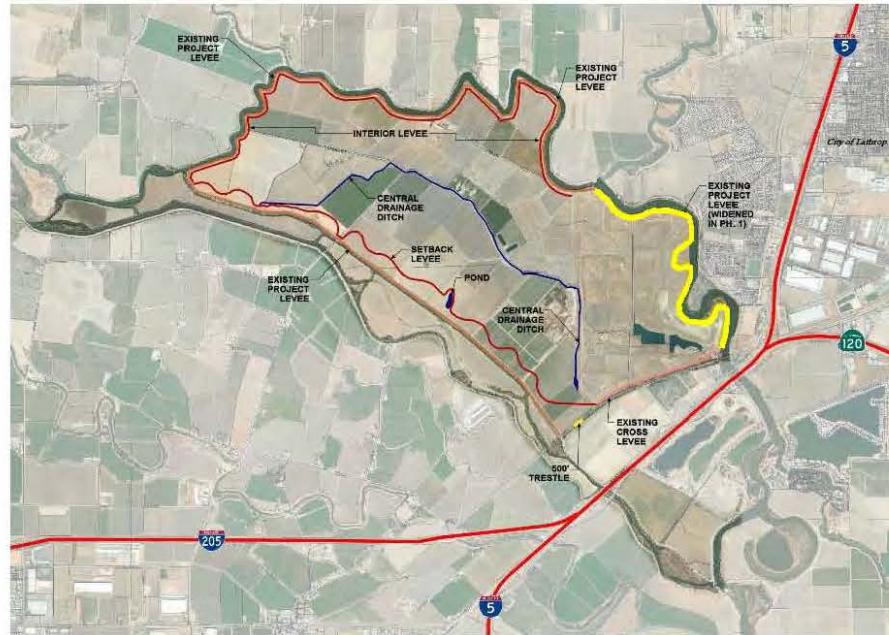 EXISTING
PROJECT
LEVEE
EXISTING
PROJECT
LEVEE
5
INTERIOR LEVEE
City of Lathrop
CENTRAL
DRAINAGE
DITCH
EXISTING
PROJECT
LEVEE
(WIDENED
IN PH. 1)
SETBACK
LEVEE
EXISTING
PROJECT
LEVEE
POND
CENTRAL
DRAINAGE
DITCH
120
EXISTING
CROSS
LEVEE
500'
TRESTLE
205
5